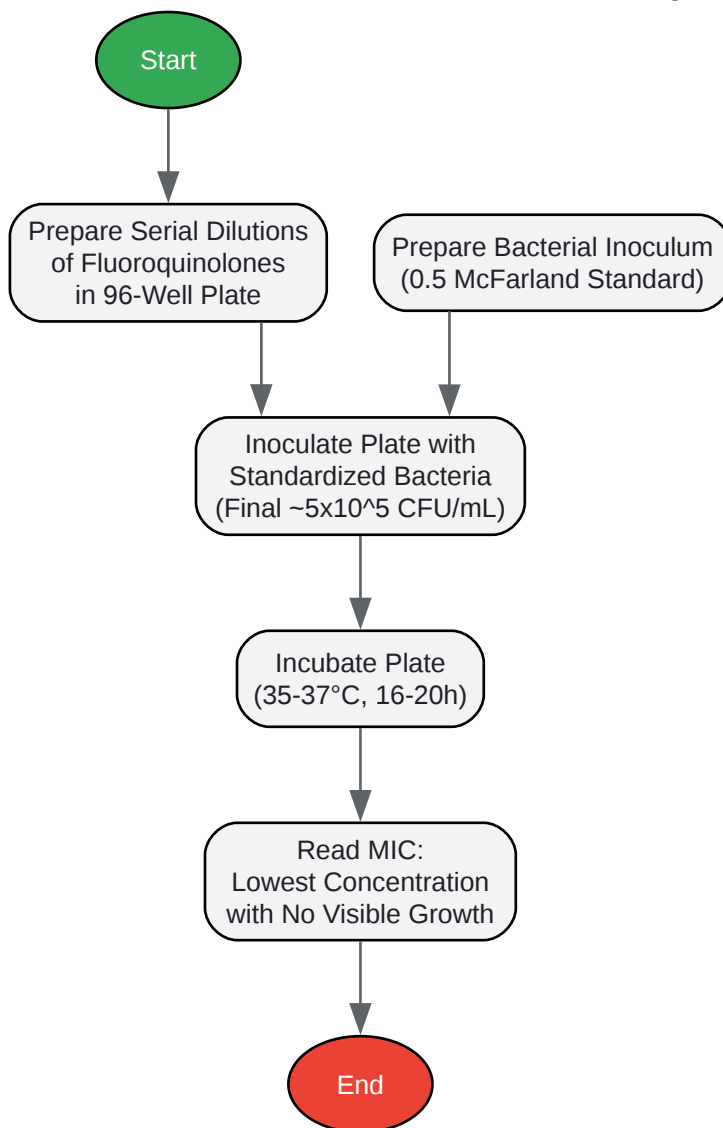 Start
Prepare Serial Dilutions
of Fluoroquinolones
in 96-Well Plate
Prepare Bacterial Inoculum
(0.5 McFarland Standard)
Inoculate Plate with
Standardized Bacteria
(Final ~5x10^5 CFU/mL)
Incubate Plate
(35-37°C, 16-20h)
Read MIC:
Lowest Concentration
with No Visible Growth
End